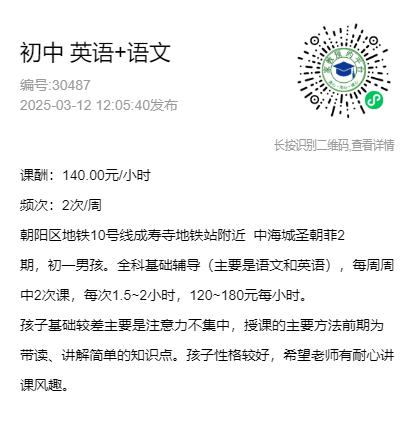 初中 英语+语文
编号:30487
2025-03-12 12:05:40发布
长按识别二维码,查看详情
课酬：140.00元/小时
频次：2次/周
朝阳区地铁10号线成寿寺地铁站附近 中海城圣朝菲2
期，初一男孩。全科基础辅导（主要是语文和英语），每周周
中2次课，每次1.5~2小时，120~180元每小时。
孩子基础较差主要是注意力不集中，授课的主要方法前期为
带读、讲解简单的知识点。孩子性格较好，希望老师有耐心讲
课风趣。